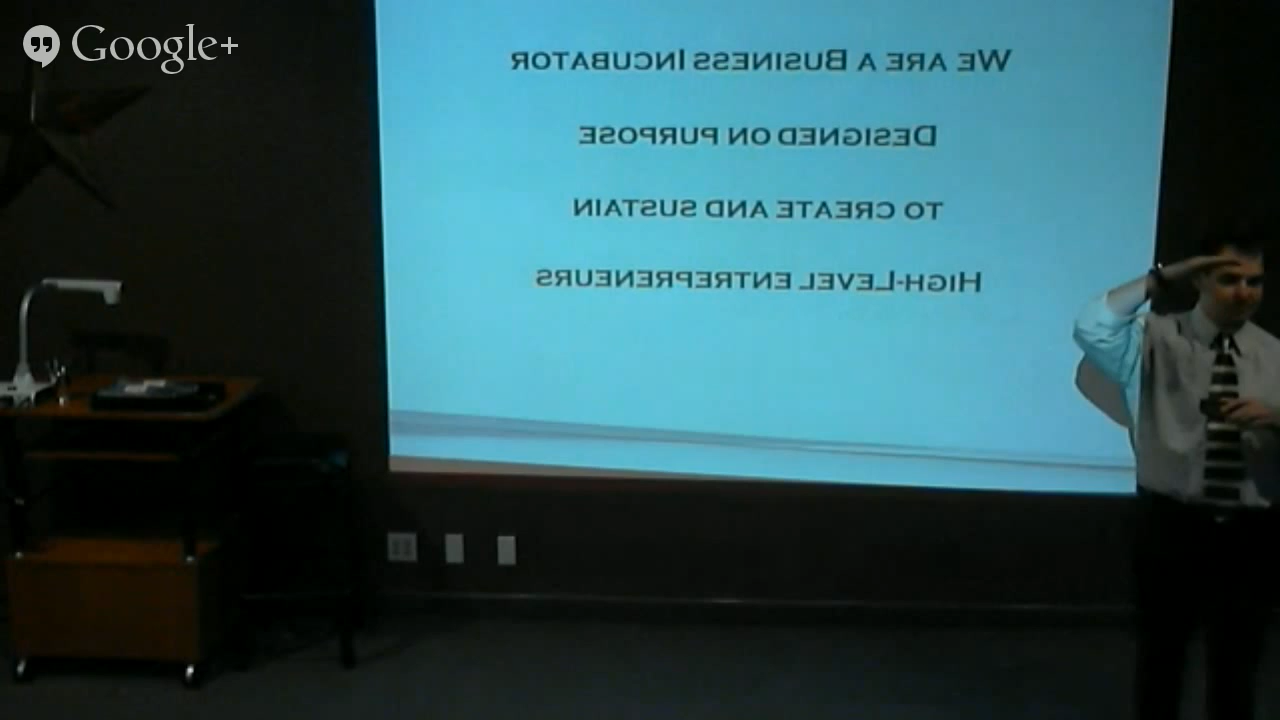 Google+
We are a Business Incubator
Designed on purpose
to create and sustain
High-Level entrepreneurs